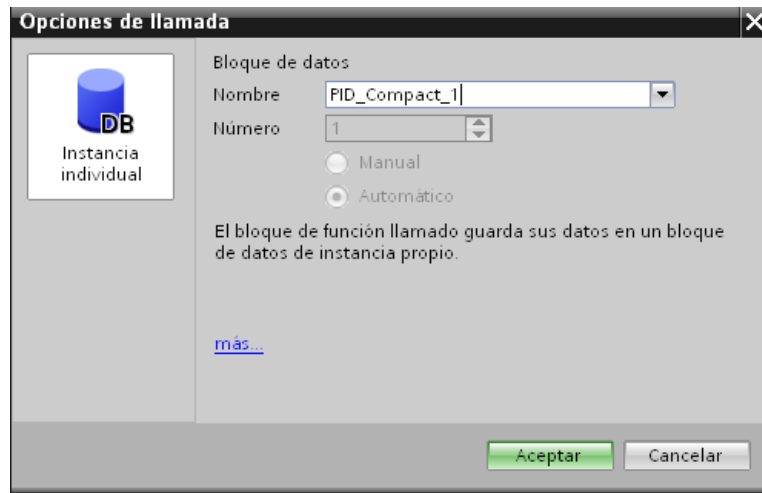 Opciones de llamada
DB
Instancia
individual
Bloque de datos
Nombre
PID_Compact_1
Número
1
Manual
Automático
El bloque de función llamado guarda sus datos en un bloque
de datos de instancia propio.
más...
Aceptar
Cancelar